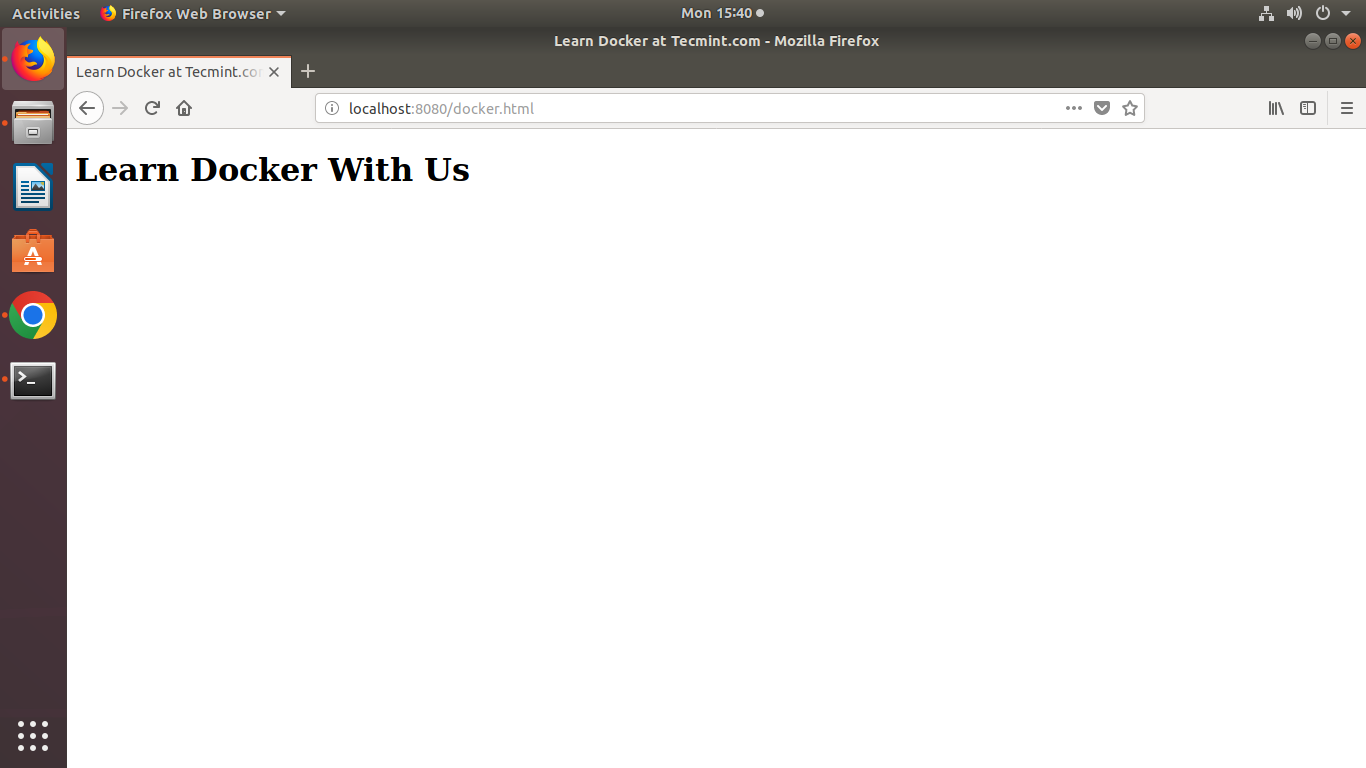 Activities
Firefox Web Browser
Mon 15:40
Learn Docker at Tecmint.com - Mozilla Firefox
Learn Docker at Tecmint.co
localhost:8080/docker.html
Learn Docker With Us